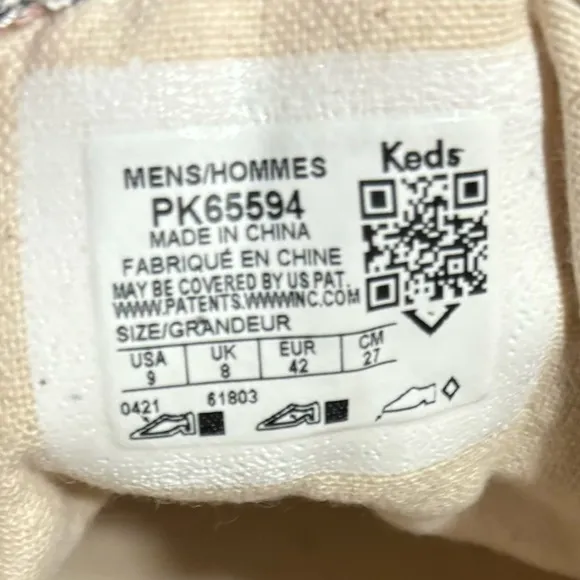 MENS/HOMMES
Keds
PK65594
MADE IN CHINA
FABRIQUÉ EN CHINE
MAY BE COVERED BY US PAT.
WWW.PATENTS.WWWINC.COM
SIZE/GRANDEUR
USA UK EUR CM
9 8 42 27
0421 61803